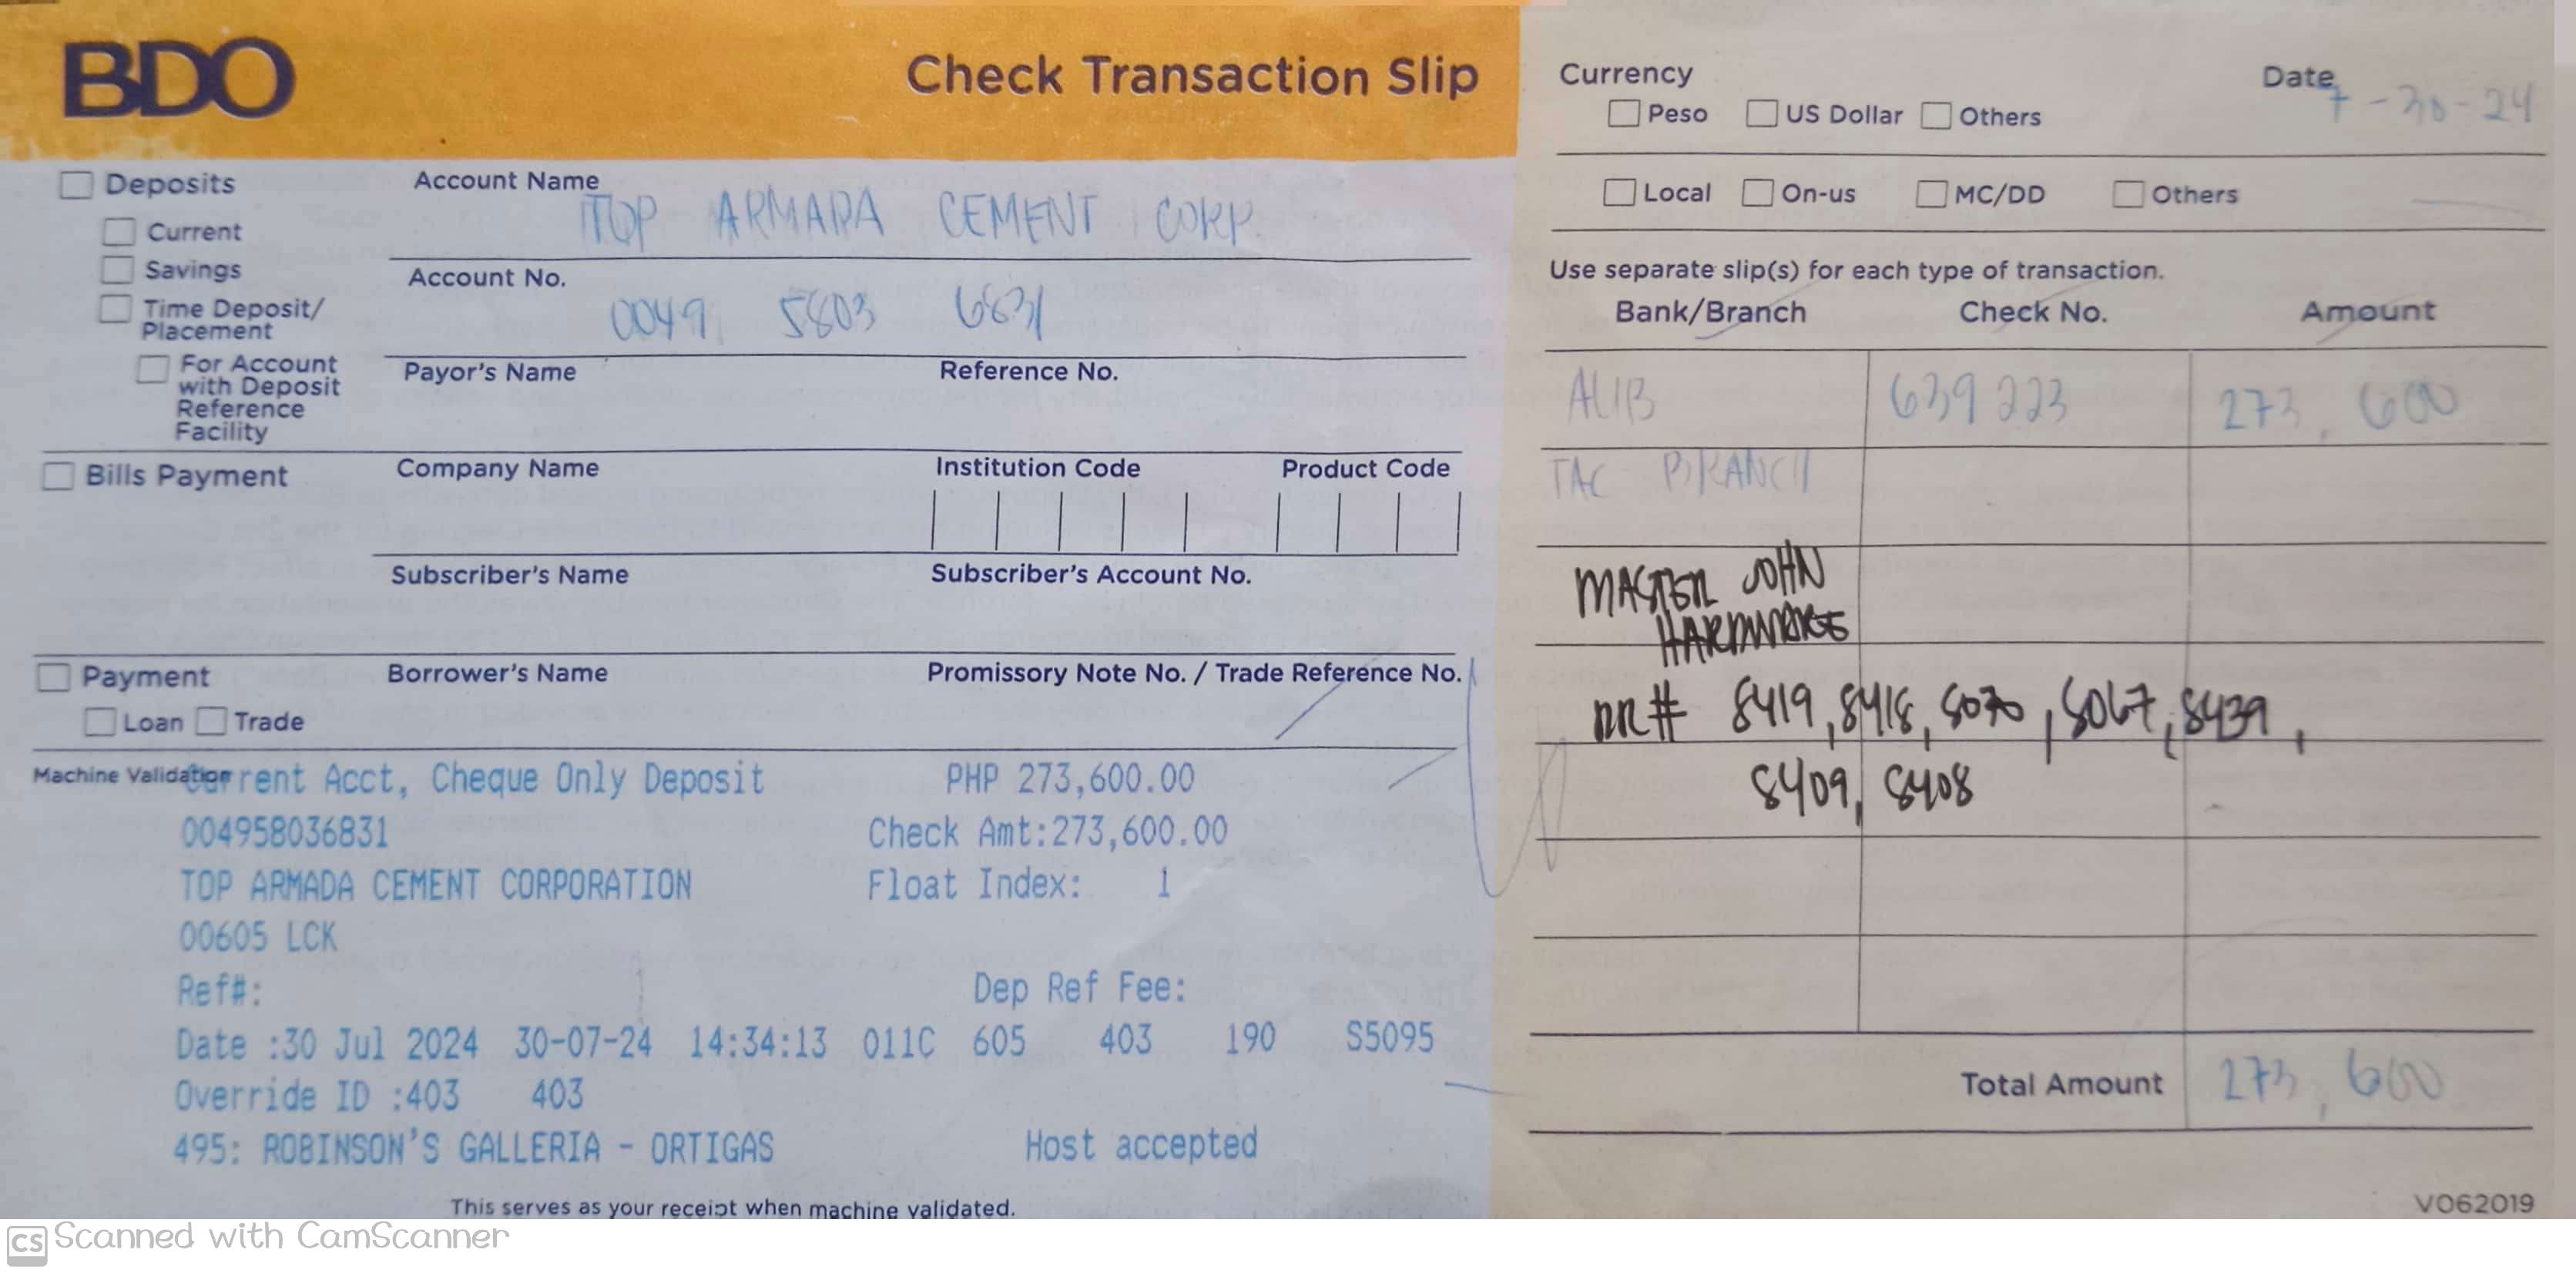 BDO
Check Transaction Slip
Currency
Date 7-30-24
Peso US Dollar Others
Local On-us MC/DD Others
Deposits
Current
Savings
Time Deposit/
Placement
For Account
with Deposit
Reference
Facility
Account Name
TOP ARMADA CEMENT CORP.
Account No.
0049 5803 6831
Payor's Name Reference No.
Bills Payment
Company Name Institution Code Product Code
Subscriber's Name Subscriber's Account No.
Payment
Loan Trade
Borrower's Name Promissory Note No. / Trade Reference No.
Use separate slip(s) for each type of transaction.
Bank/Branch Check No. Amount
639223 273,600
TAC BRANCH
MASTER JOHN
HARDWARE
# 8419, 8418, 8070, 8067, 8439,
8409, 8408
Total Amount 273,600
Machine Validation
Current Acct, Cheque Only Deposit PHP 273,600.00
004958036831 Check Amt:273,600.00
TOP ARMADA CEMENT CORPORATION Float Index: 1
00605 LCK
Ref#: Dep Ref Fee:
Date :30 Jul 2024 30-07-24 14:34:13 011C 605 403 190 S5095
Override ID :403 403
495: ROBINSON'S GALLERIA - ORTIGAS Host accepted
This serves as your receipt when machine validated.
V062019
CS Scanned with CamScanner